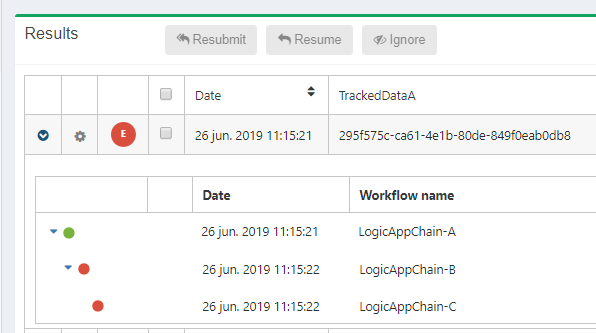 Results Resubmit Resume Ignore
Date TrackedDataA
E 26 jun. 2019 11:15:21 295f575c-ca61-4e1b-80de-849f0eab0db8
Date Workflow name
26 jun. 2019 11:15:21 LogicAppChain-A
26 jun. 2019 11:15:22 LogicAppChain-B
26 jun. 2019 11:15:22 LogicAppChain-C